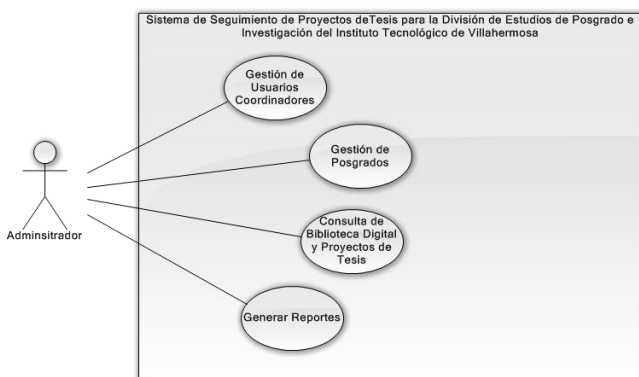 Sistema de Seguimiento de Proyectos deTesis para la División de Estudios de Posgrado e
Investigación del Instituto Tecnológico de Villahermosa
Gestión de
Usuarios
Coordinadores
Gestión de
Posgrados
Adminsitrador
Consulta de
Biblioteca Digital
y Proyectos de
Tesis
Generar Reportes